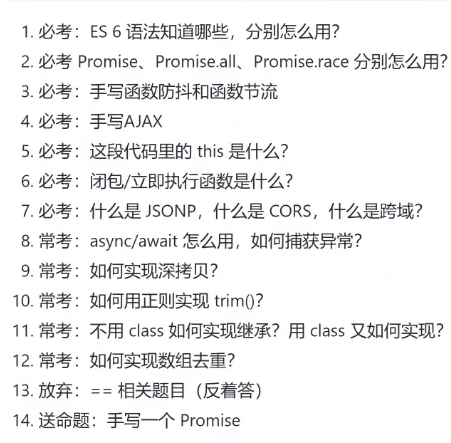 1. 必考：ES 6 语法知道哪些，分别怎么用？
2. 必考 Promise、Promise.all、Promise.race 分别怎么用？
3. 必考：手写函数防抖和函数节流
4. 必考：手写AJAX
5. 必考：这段代码里的 this 是什么？
6. 必考：闭包/立即执行函数是什么？
7. 必考：什么是 JSONP，什么是 CORS，什么是跨域？
8. 常考：async/await 怎么用，如何捕获异常？
9. 常考：如何实现深拷贝？
10. 常考：如何用正则实现 trim()？
11. 常考：不用 class 如何实现继承？用 class 又如何实现？
12. 常考：如何实现数组去重？
13. 放弃：== 相关题目（反着答）
14. 送命题：手写一个 Promise